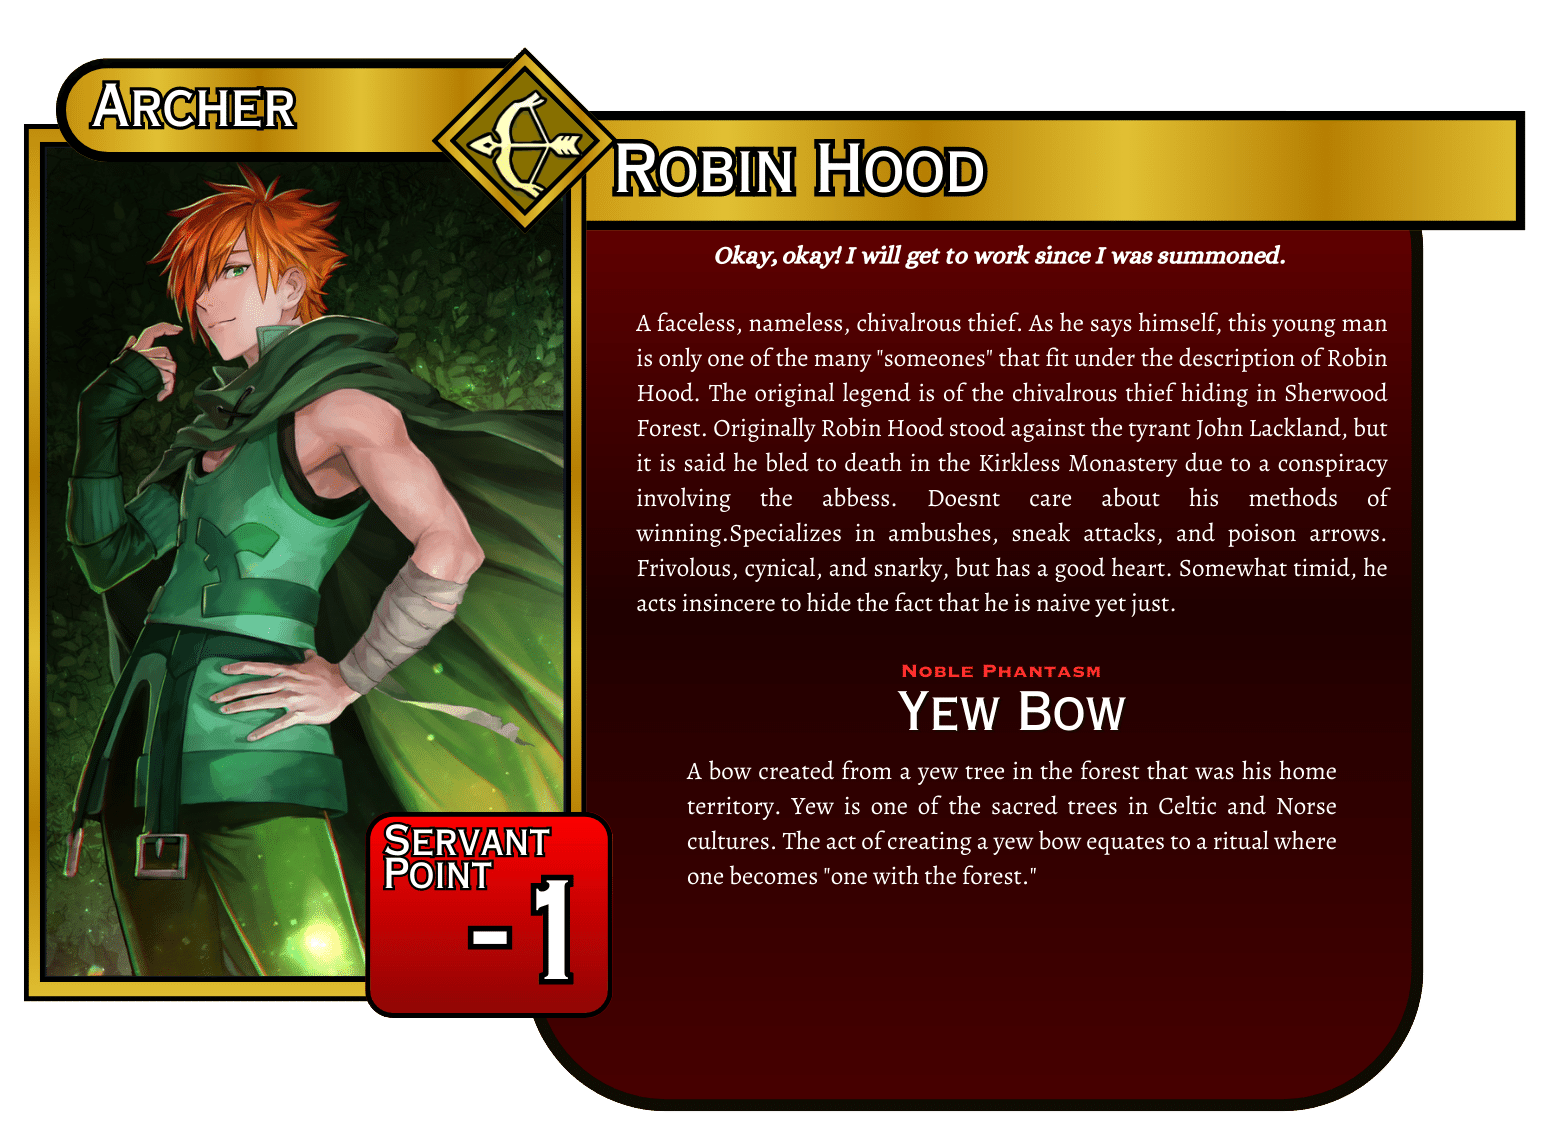 ARCHER
ROBIN HOOD
Okay, okay! I will get to work since I was summoned.
A faceless, nameless, chivalrous thief. As he says himself, this young man
is only one of the many "someones" that fit under the description of Robin
Hood. The original legend is of the chivalrous thief hiding in Sherwood
Forest. Originally Robin Hood stood against the tyrant John Lackland, but
it is said he bled to death in the Kirkless Monastery due to a conspiracy
involving the abbess. Doesnt care about his methods of
winning.Specializes in ambushes, sneak attacks, and poison arrows.
Frivolous, cynical, and snarky, but has a good heart. Somewhat timid, he
acts insincere to hide the fact that he is naive yet just.
NOBLE PHANTASM
YEW BOW
A bow created from a yew tree in the forest that was his home
territory. Yew is one of the sacred trees in Celtic and Norse
cultures. The act of creating a yew bow equates to a ritual where
one becomes "one with the forest."
SERVANT
POINT
-1